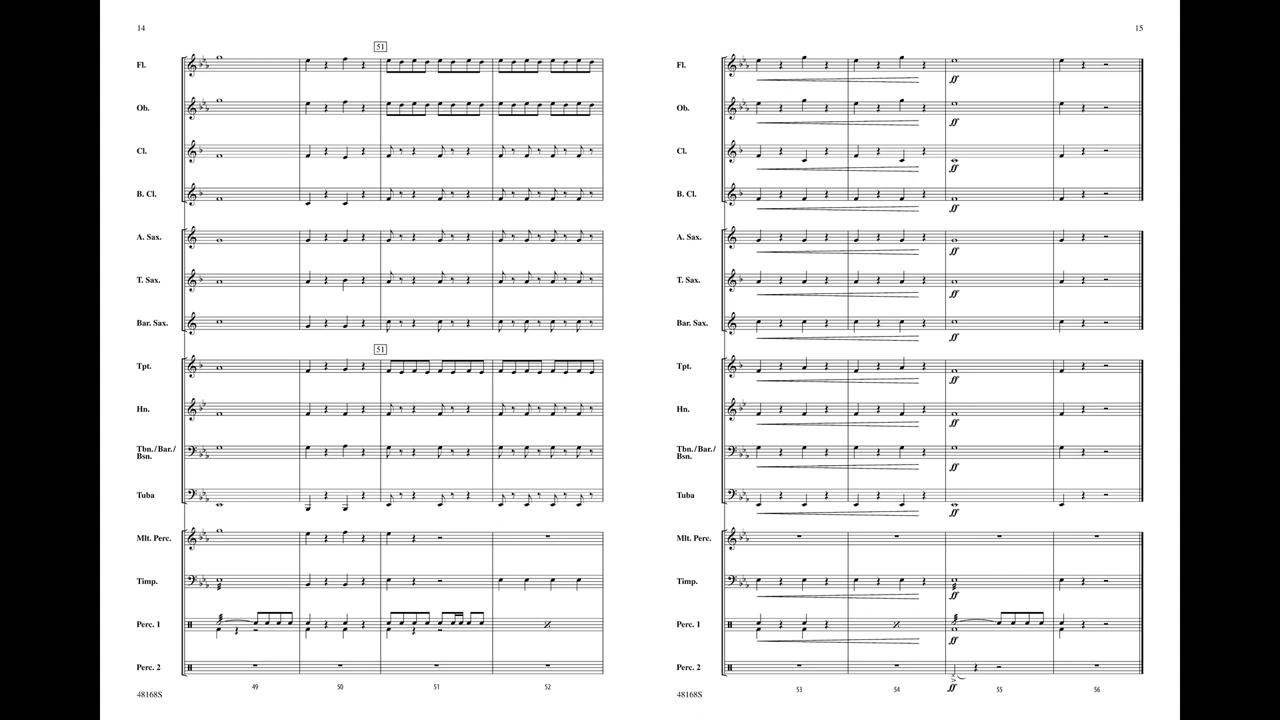 14
51
Fl.
Ob.
Cl.
B. Cl.
A. Sax.
T. Sax.
Bar. Sax.
51
Tpt.
Hn.
Tbn./Bar./
Bsn.
Tuba
Mlt. Perc.
Timp.
Perc. 1
Perc. 2
49 50 51 52
48168S
15
Fl.
ff
Ob.
ff
Cl.
ff
B. Cl.
ff
A. Sax.
ff
T. Sax.
ff
Bar. Sax.
ff
Tpt.
ff
Hn.
ff
Tbn./Bar./
Bsn.
ff
Tuba
ff
Mlt. Perc.
Timp.
ff
Perc. 1
ff
Perc. 2
ff
53 54 55 56
48168S